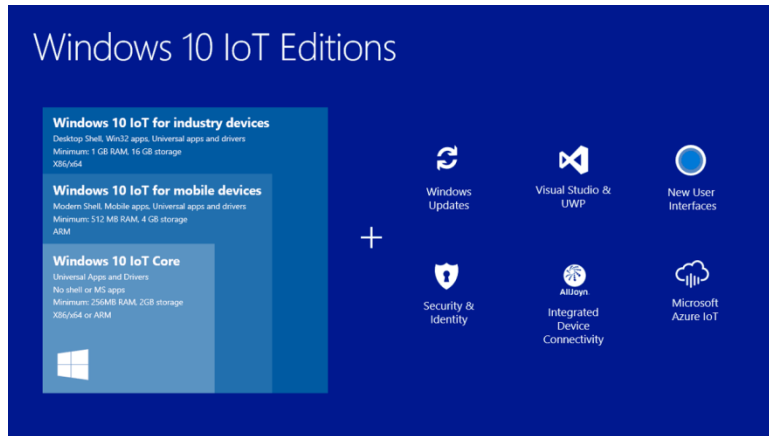 Windows 10 IoT Editions
Windows 10 IoT for industry devices
Desktop Shell, Win32 apps, Universal apps and drivers
Minimum: 1 GB RAM, 16 GB storage
X86/x64
Windows 10 IoT for mobile devices
Modern Shell, Mobile apps, Universal apps and drivers
Minimum: 512 MB RAM, 4 GB storage
ARM
Windows 10 IoT Core
Universal Apps and Drivers
No shell or MS apps
Minimum: 256MB RAM, 2GB storage
X86/x64 or ARM
+
Windows
Updates
Visual Studio &
UWP
New User
Interfaces
Security &
Identity
AllJoyn.
Integrated
Device
Connectivity
Microsoft
Azure IoT